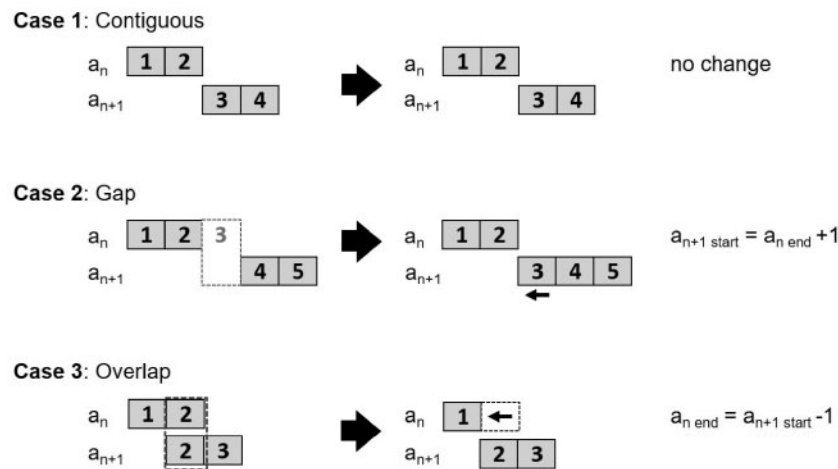 Case 1: Contiguous
aₙ 1 2 aₙ 1 2 no change
aₙ₊₁ 3 4 aₙ₊₁ 3 4
Case 2: Gap
aₙ 1 2 3 aₙ 1 2 aₙ₊₁ start = aₙ end +1
aₙ₊₁ 4 5 aₙ₊₁ 3 4 5
Case 3: Overlap
aₙ 1 2 aₙ 1 aₙ end = aₙ₊₁ start -1
aₙ₊₁ 2 3 aₙ₊₁ 2 3